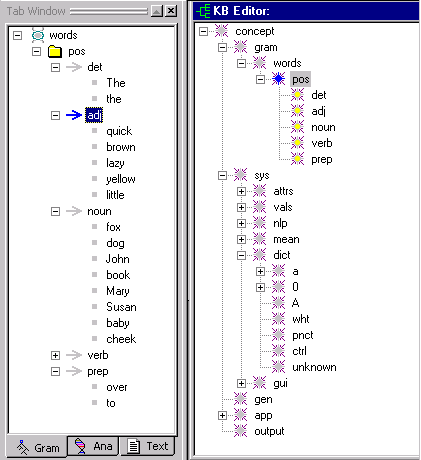 Tab Window
words
pos
det
The
the
adj
quick
brown
lazy
yellow
little
noun
fox
dog
John
book
Mary
Susan
baby
cheek
verb
prep
over
to
Gram
Ana
Text
KB Editor:
concept
gram
words
pos
det
adj
noun
verb
prep
sys
attrs
vals
nlp
mean
dict
a
0
A
wht
pnct
ctrl
unknown
gui
gen
app
output